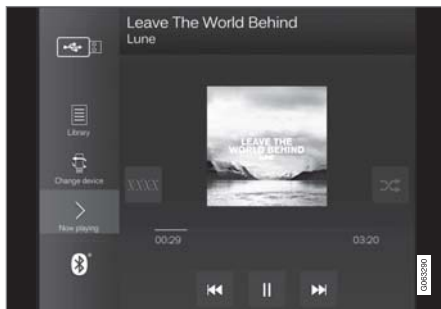 Leave The World Behind
Lune
Library
Change device
Now playing
LEAVE THE
WORLD BEHIND
LUNE
XXXX
00:29
03:20
G063290